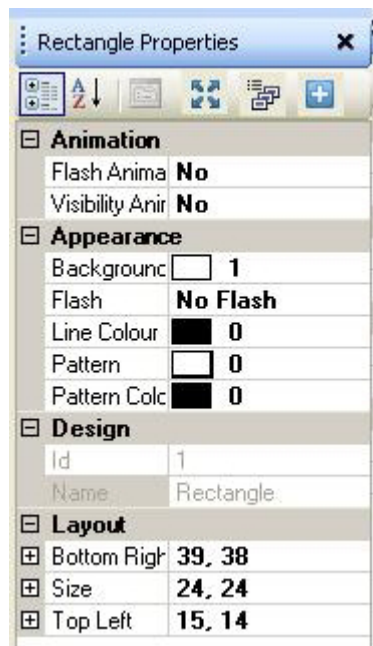 Rectangle Properties
Animation
Flash Anima No
Visibility Anir No
Appearance
Backgrounc 1
Flash No Flash
Line Colour 0
Pattern 0
Pattern Colc 0
Design
Id 1
Name Rectangle
Layout
Bottom Righ 39, 38
Size 24, 24
Top Left 15, 14